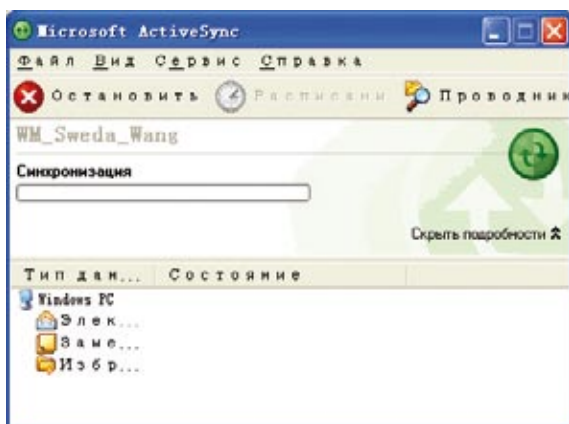 Microsoft ActiveSync
Файл Вид Сервис Справка
Остановить Расписани Проводник
WM_Sweda_Wang
Синхронизация
Скрыть подробности
Тип дан... Состояние
Windows PC
Элек...
Заме...
Избр...